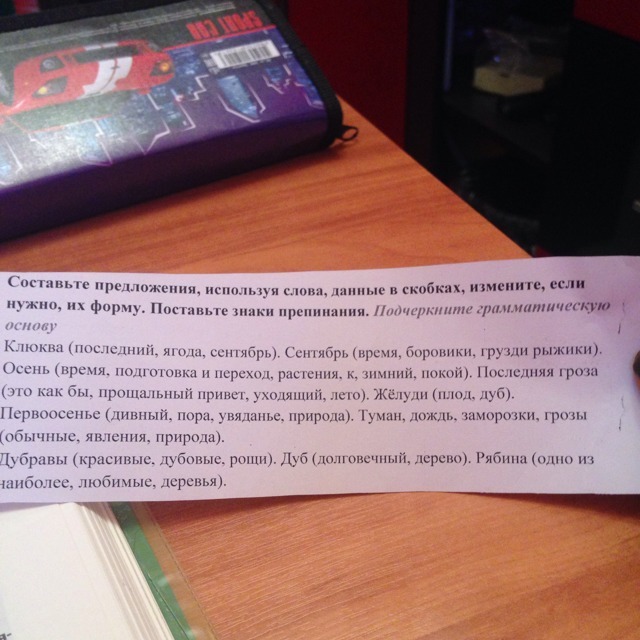 SPORT CAR
Составьте предложения, используя слова, данные в скобках, измените, если
нужно, их форму. Поставьте знаки препинания. Подчеркните грамматическую
основу
Клюква (последний, ягода, сентябрь). Сентябрь (время, боровики, грузди рыжики).
Осень (время, подготовка и переход, растения, к, зимний, покой). Последняя гроза
(это как бы, прощальный привет, уходящий, лето). Жёлуди (плод, дуб).
Первоосенье (дивный, пора, увяданье, природа). Туман, дождь, заморозки, грозы
(обычные, явления, природа).
Дубравы (красивые, дубовые, рощи). Дуб (долговечный, дерево). Рябина (одно из
наиболее, любимые, деревья).